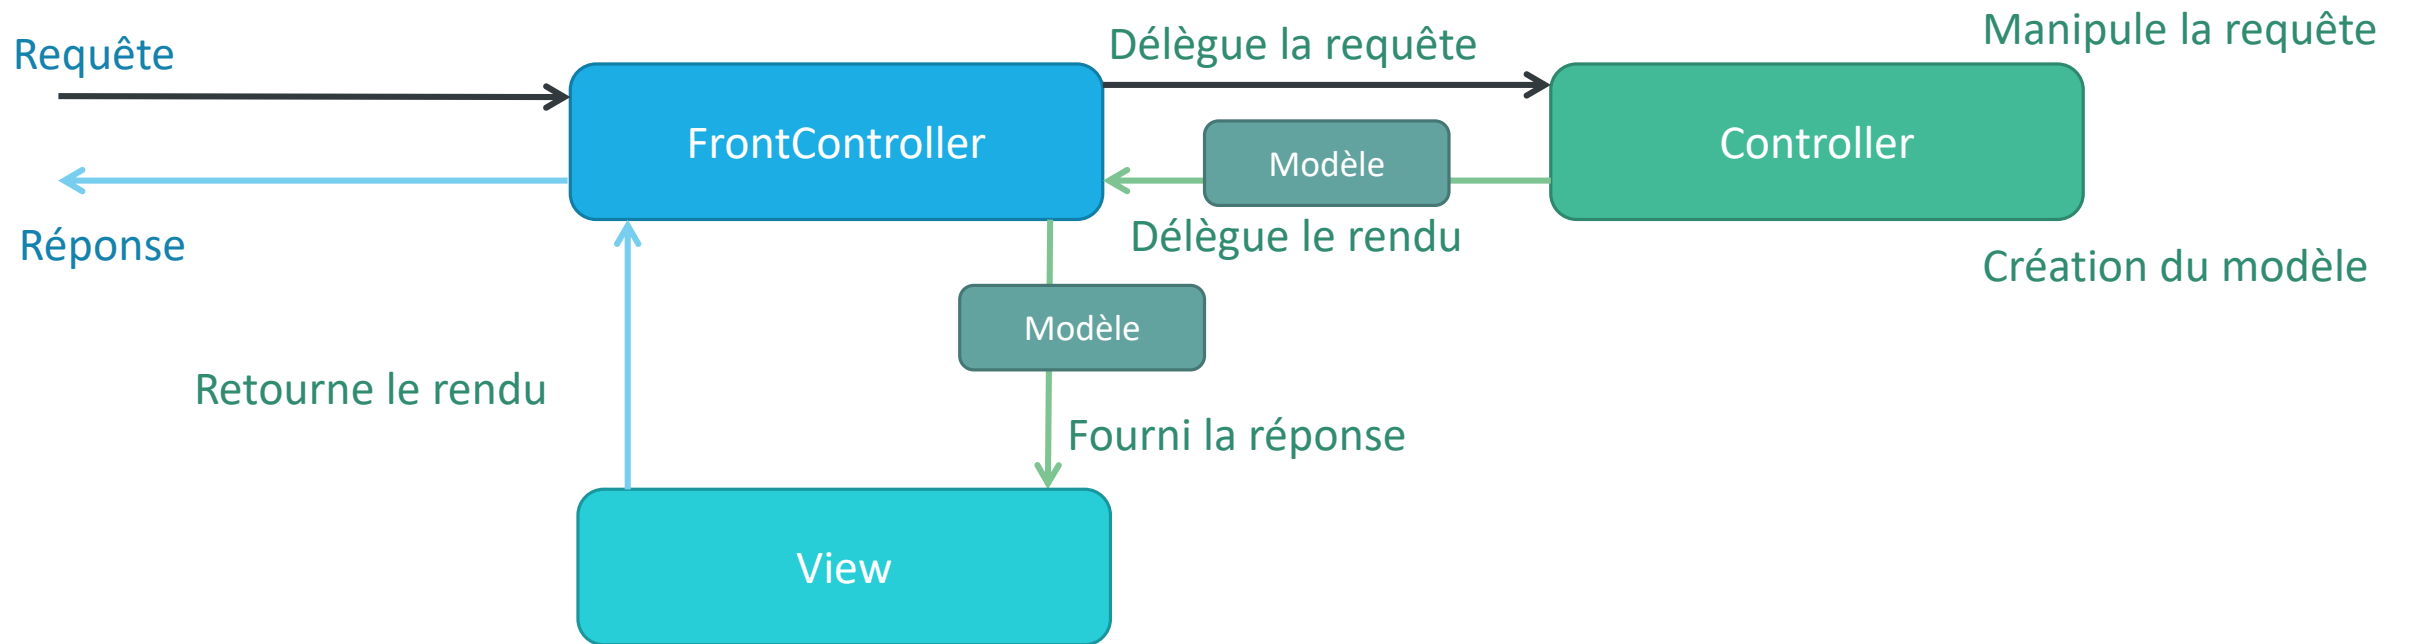 Requête
Délègue la requête
Manipule la requête
FrontController
Modèle
Controller
Réponse
Délègue le rendu
Création du modèle
Modèle
Retourne le rendu
Fourni la réponse
View